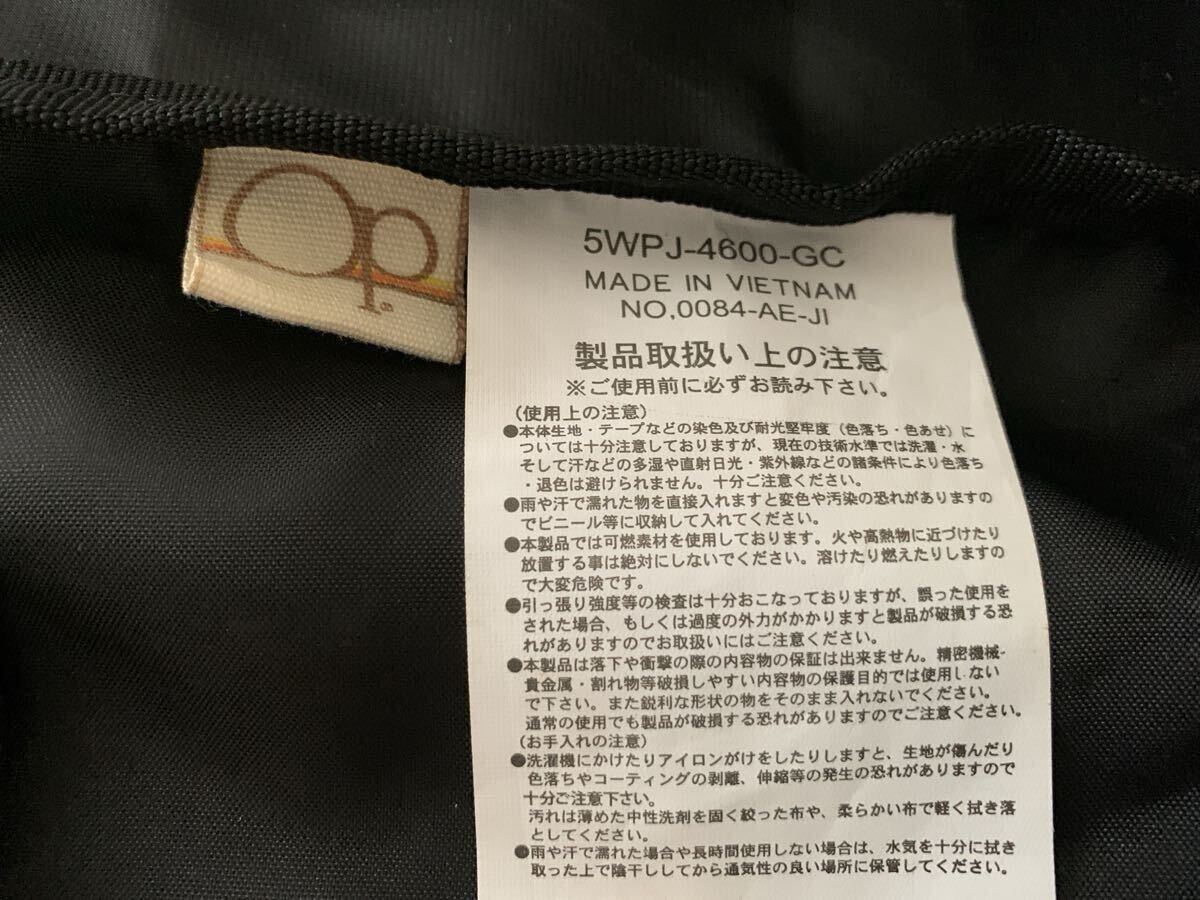 Op®
5WPJ-4600-GC
MADE IN VIETNAM
NO,0084-AE-JI
製品取扱い上の注意
※ご使用前に必ずお読み下さい。
(使用上の注意)
●本体生地・テープなどの染色及び耐光堅牢度(色落ち・色あせ)に
ついては十分注意しておりますが、現在の技術水準では洗濯・水
そして汗などの多湿や直射日光・紫外線などの諸条件により色落ち
・退色は避けられません。十分ご注意ください。
●雨や汗で濡れた物を直接入れますと変色や汚染の恐れがありますの
でビニール等に収納して入れてください。
●本製品では可燃素材を使用しております。火や高熱物に近づけたり
放置する事は絶対にしないでください。溶けたり燃えたりしますの
で大変危険です。
●引っ張り強度等の検査は十分おこなっておりますが、誤った使用を
された場合、もしくは過度の外力がかかりますと製品が破損する恐
れがありますのでお取扱いにはご注意ください。
●本製品は落下や衝撃の際の内容物の保証は出来ません。精密機械・
貴金属・割れ物等破損しやすい内容物の保護目的では使用しない
で下さい。また鋭利な形状の物をそのまま入れないでください。
通常の使用でも製品が破損する恐れがありますのでご注意ください。
(お手入れの注意)
●洗濯機にかけたりアイロンがけをしたりしますと、生地が傷んだり
色落ちやコーティングの剥離、伸縮等の発生の恐れがありますので
十分ご注意下さい。
汚れは薄めた中性洗剤を固く絞った布や、柔らかい布で軽く拭き落
としてください。
●雨や汗で濡れた場合や長時間使用しない場合は、水気を十分に拭き
取った上で陰干ししてから通気性の良い場所に保管してください。